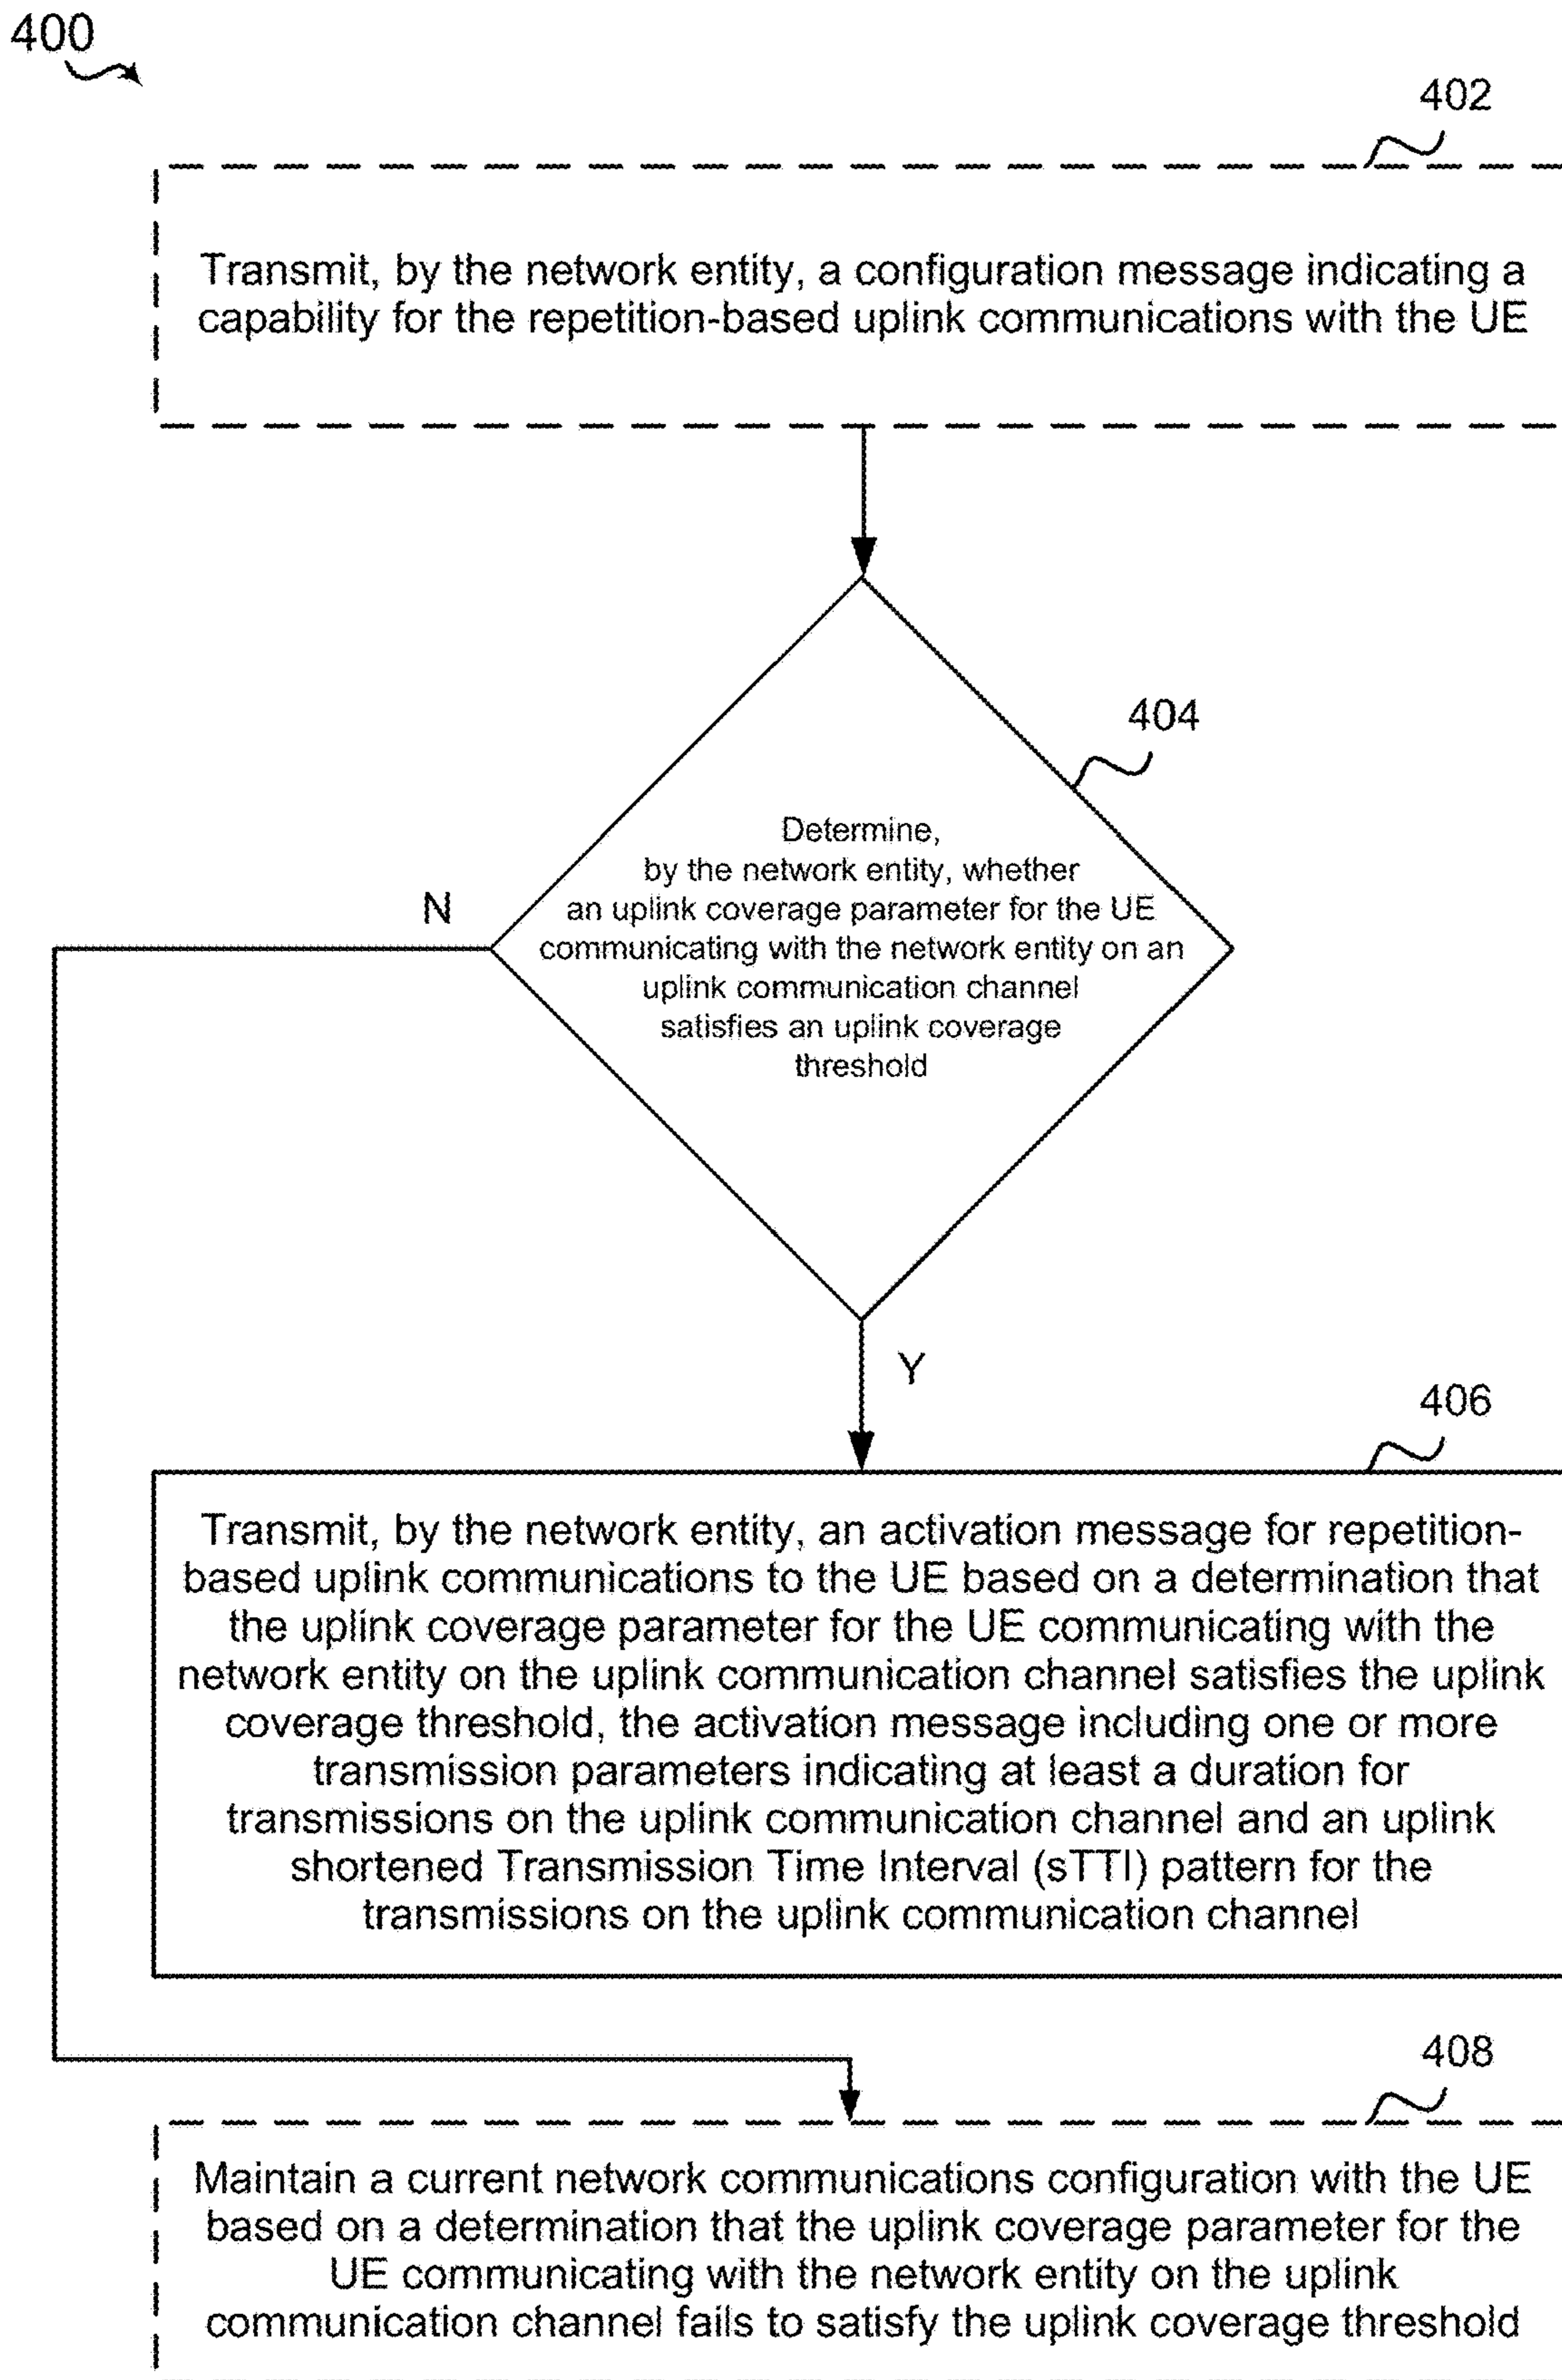 400
402
Transmit, by the network entity, a configuration message indicating a
capability for the repetition-based uplink communications with the UE
404
Determine,
by the network entity, whether
an uplink coverage parameter for the UE
communicating with the network entity on an
uplink communication channel
satisfies an uplink coverage
threshold
N
Y
406
Transmit, by the network entity, an activation message for repetition-
based uplink communications to the UE based on a determination that
the uplink coverage parameter for the UE communicating with the
network entity on the uplink communication channel satisfies the uplink
coverage threshold, the activation message including one or more
transmission parameters indicating at least a duration for
transmissions on the uplink communication channel and an uplink
shortened Transmission Time Interval (sTTI) pattern for the
transmissions on the uplink communication channel
408
Maintain a current network communications configuration with the UE
based on a determination that the uplink coverage parameter for the
UE communicating with the network entity on the uplink
communication channel fails to satisfy the uplink coverage threshold